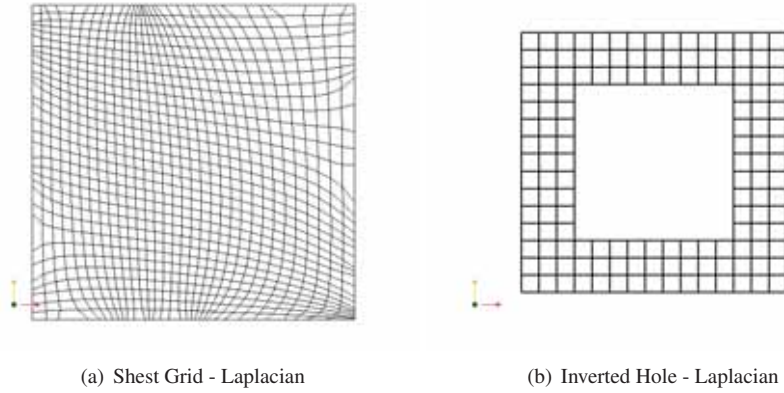 (a) Shest Grid - Laplacian
(b) Inverted Hole - Laplacian